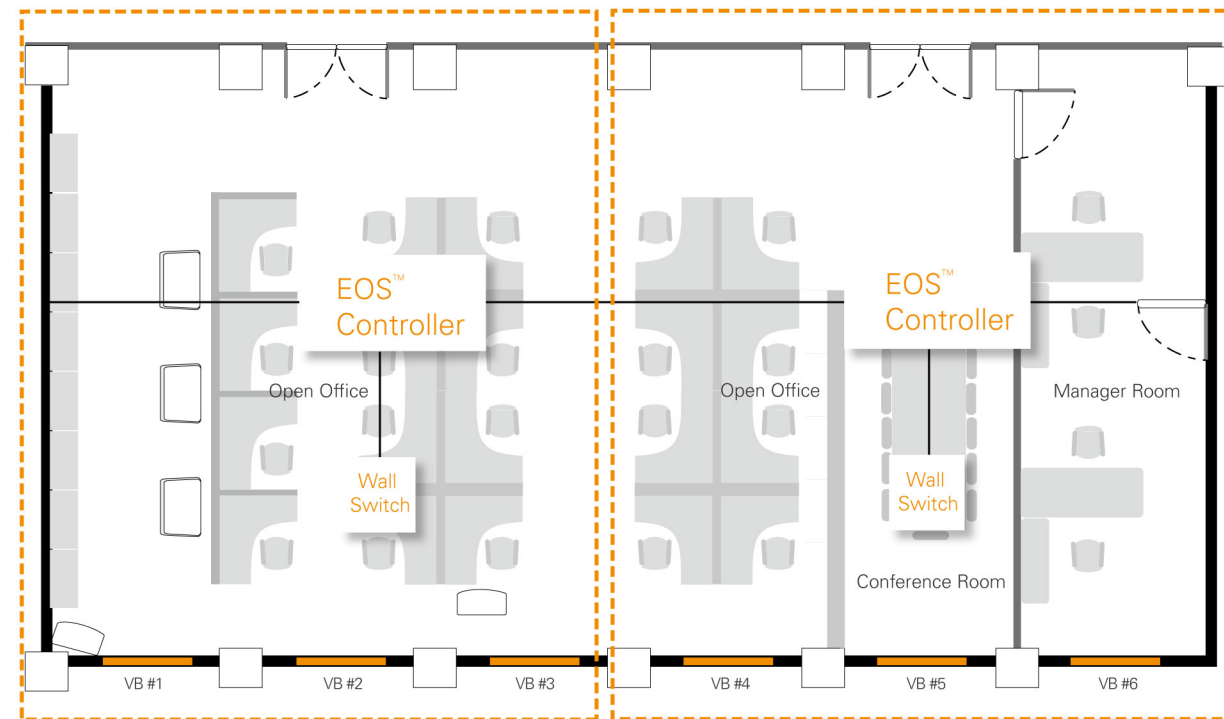 EOS™
Controller
EOS™
Controller
Open Office
Open Office
Manager Room
Wall
Switch
Wall
Switch
Conference Room
VB #1
VB #2
VB #3
VB #4
VB #5
VB #6